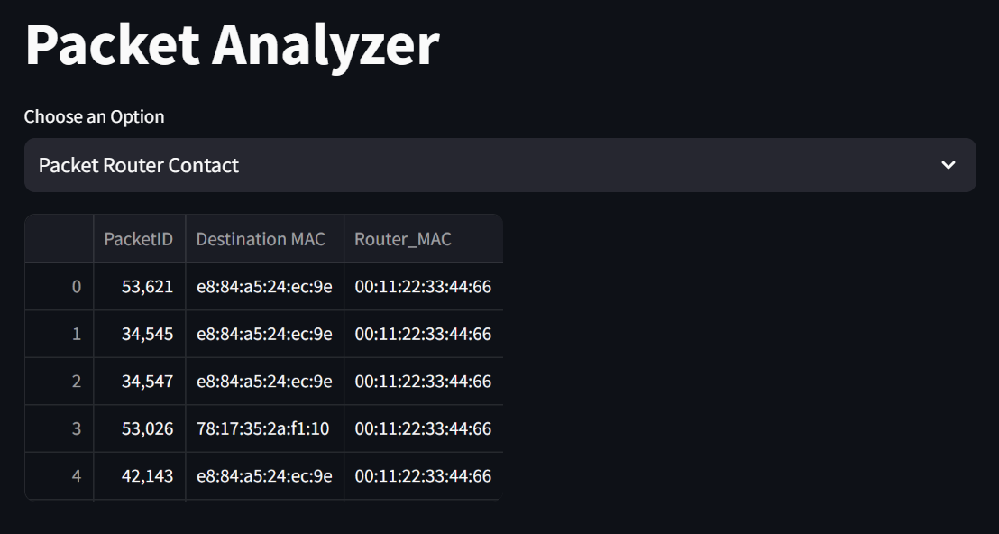 Packet Analyzer
Choose an Option
Packet Router Contact
PacketID Destination MAC Router_MAC
0 53,621 e8:84:a5:24:ec:9e 00:11:22:33:44:66
1 34,545 e8:84:a5:24:ec:9e 00:11:22:33:44:66
2 34,547 e8:84:a5:24:ec:9e 00:11:22:33:44:66
3 53,026 78:17:35:2a:f1:10 00:11:22:33:44:66
4 42,143 e8:84:a5:24:ec:9e 00:11:22:33:44:66